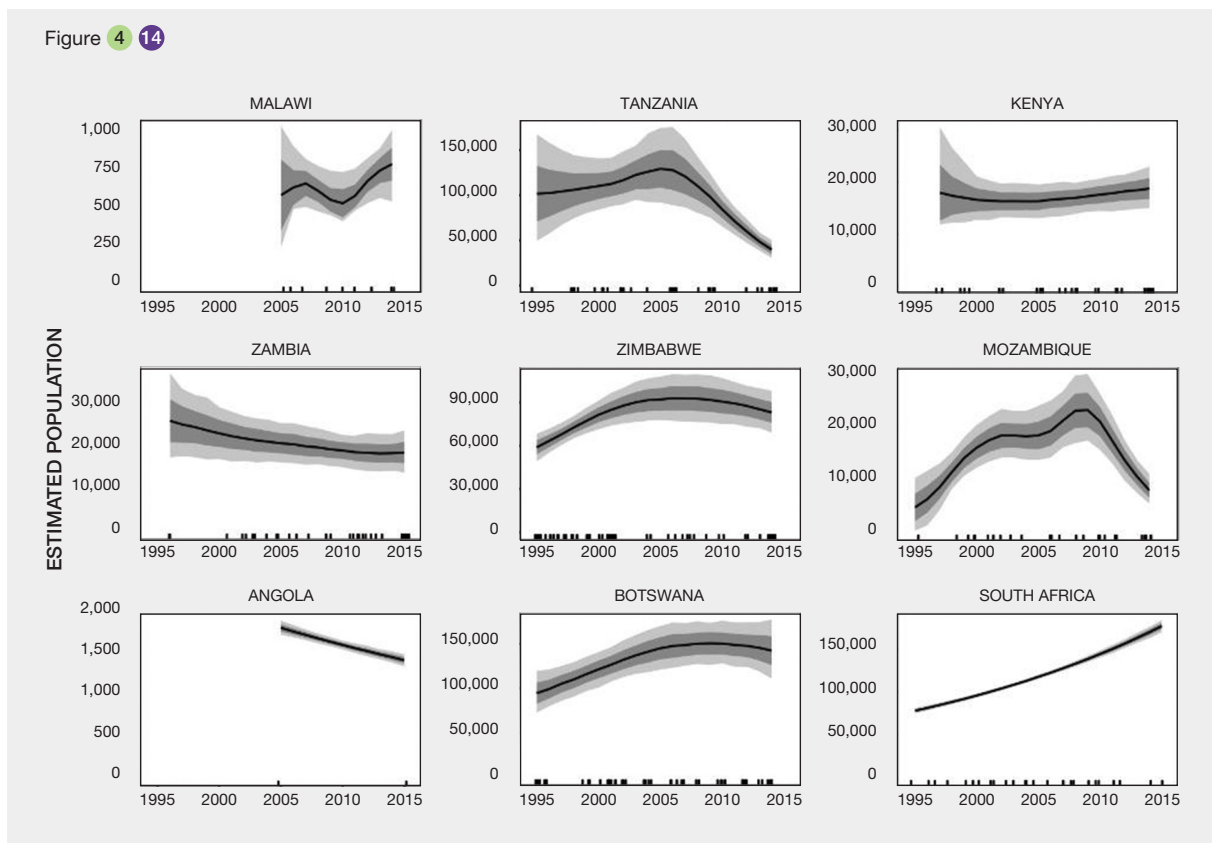 Figure 4 14
MALAWI
1,000
750
500
250
0
1995 2000 2005 2010 2015
TANZANIA
150,000
100,000
50,000
0
1995 2000 2005 2010 2015
KENYA
30,000
20,000
10,000
0
1995 2000 2005 2010 2015
ESTIMATED POPULATION
ZAMBIA
30,000
20,000
10,000
0
1995 2000 2005 2010 2015
ZIMBABWE
90,000
60,000
30,000
0
1995 2000 2005 2010 2015
MOZAMBIQUE
30,000
20,000
10,000
0
1995 2000 2005 2010 2015
ANGOLA
2,000
1,500
1,000
500
0
1995 2000 2005 2010 2015
BOTSWANA
150,000
100,000
50,000
0
1995 2000 2005 2010 2015
SOUTH AFRICA
150,000
100,000
50,000
0
1995 2000 2005 2010 2015